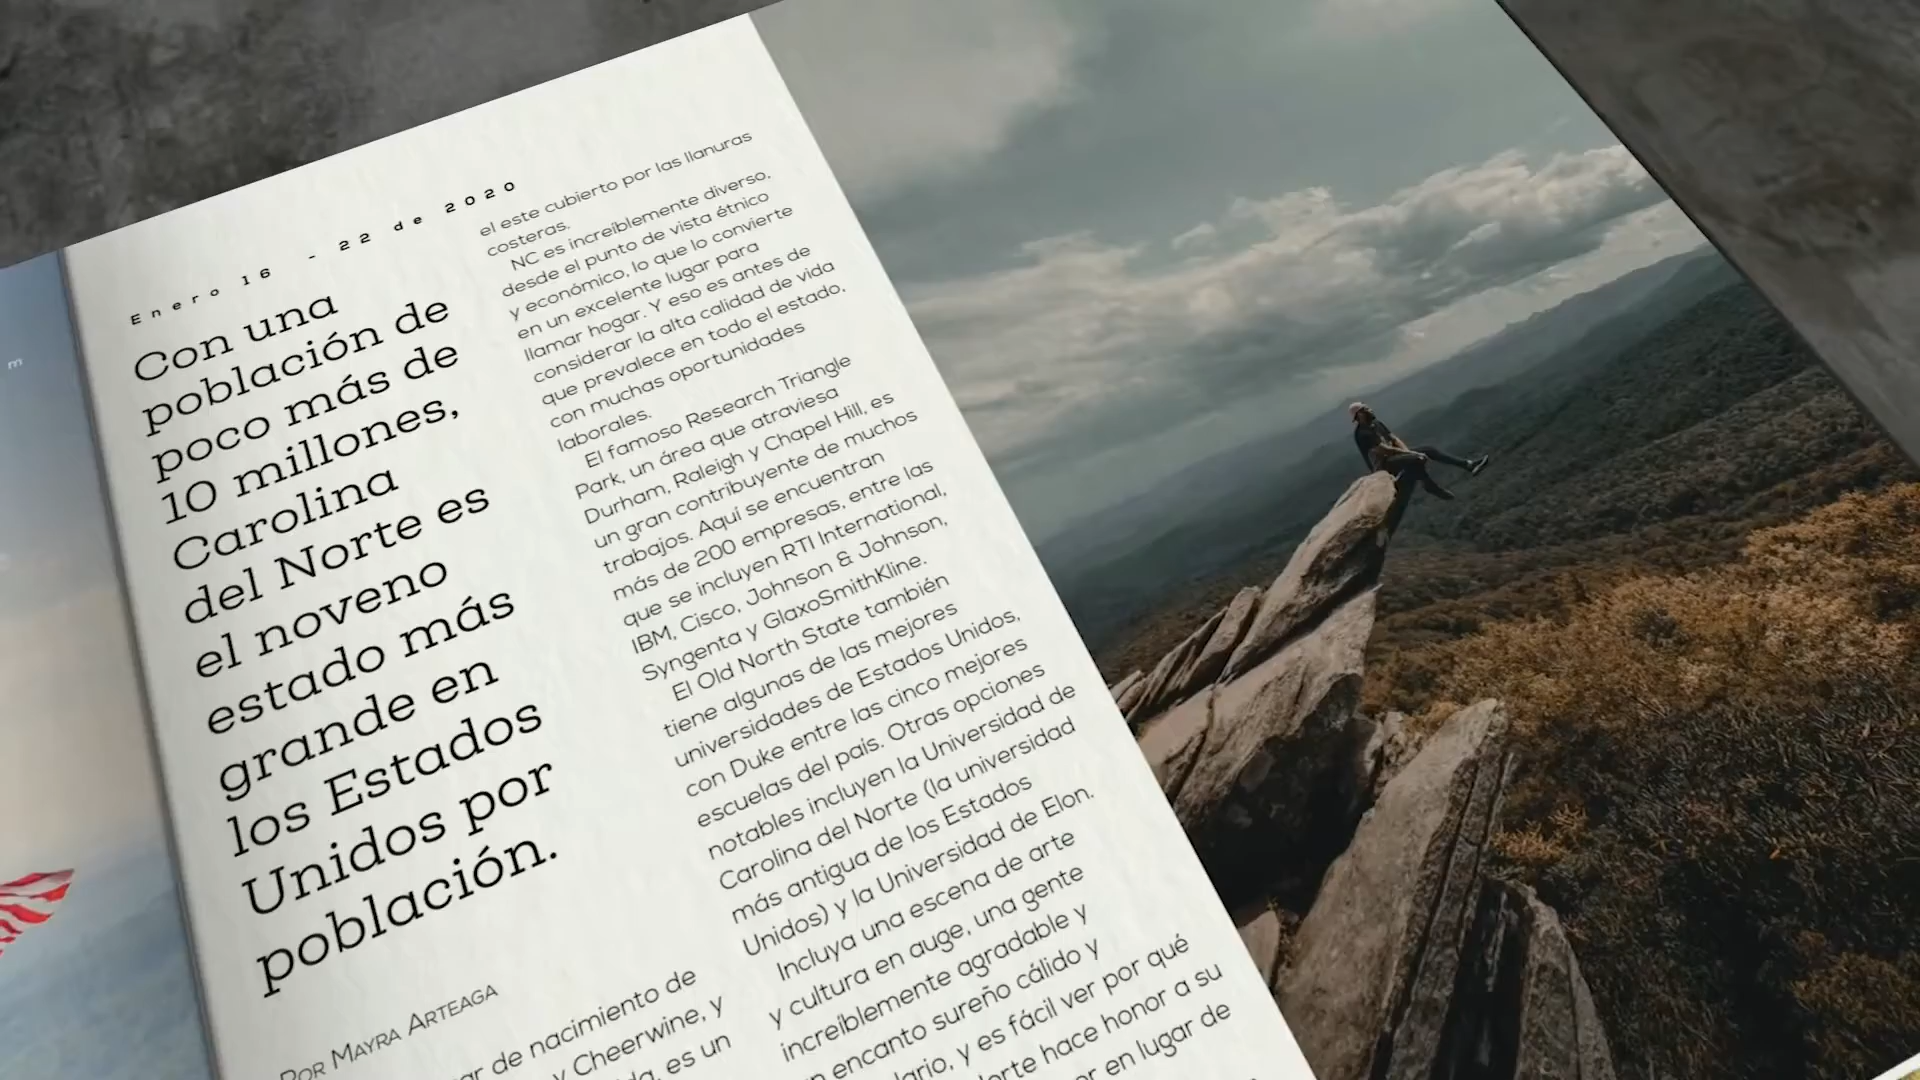 m
Enero 16 - 22 de 2020
Con una
población de
poco más de
10 millones,
Carolina
del Norte es
el noveno
estado más
grande en
los Estados
Unidos por
población.
Por Mayra Arteaga
de nacimiento de
y Cheerwine, y
es un
el este cubierto por las llanuras
costeras.
NC es increíblemente diverso,
desde el punto de vista étnico
y económico, lo que lo convierte
en un excelente lugar para
llamar hogar. Y eso es antes de
considerar la alta calidad de vida
que prevalece en todo el estado,
con muchas oportunidades
laborales.
El famoso Research Triangle
Park, un área que atraviesa
Durham, Raleigh y Chapel Hill, es
un gran contribuyente de muchos
trabajos. Aquí se encuentran
más de 200 empresas, entre las
que se incluyen RTI International,
IBM, Cisco, Johnson & Johnson,
Syngenta y GlaxoSmithKline.
El Old North State también
tiene algunas de las mejores
universidades de Estados Unidos,
con Duke entre las cinco mejores
escuelas del país. Otras opciones
notables incluyen la Universidad de
Carolina del Norte (la universidad
más antigua de los Estados
Unidos) y la Universidad de Elon.
Incluya una escena de arte
y cultura en auge, una gente
increíblemente agradable y
encanto sureño cálido y
y es fácil ver por qué
hace honor a su
en lugar de